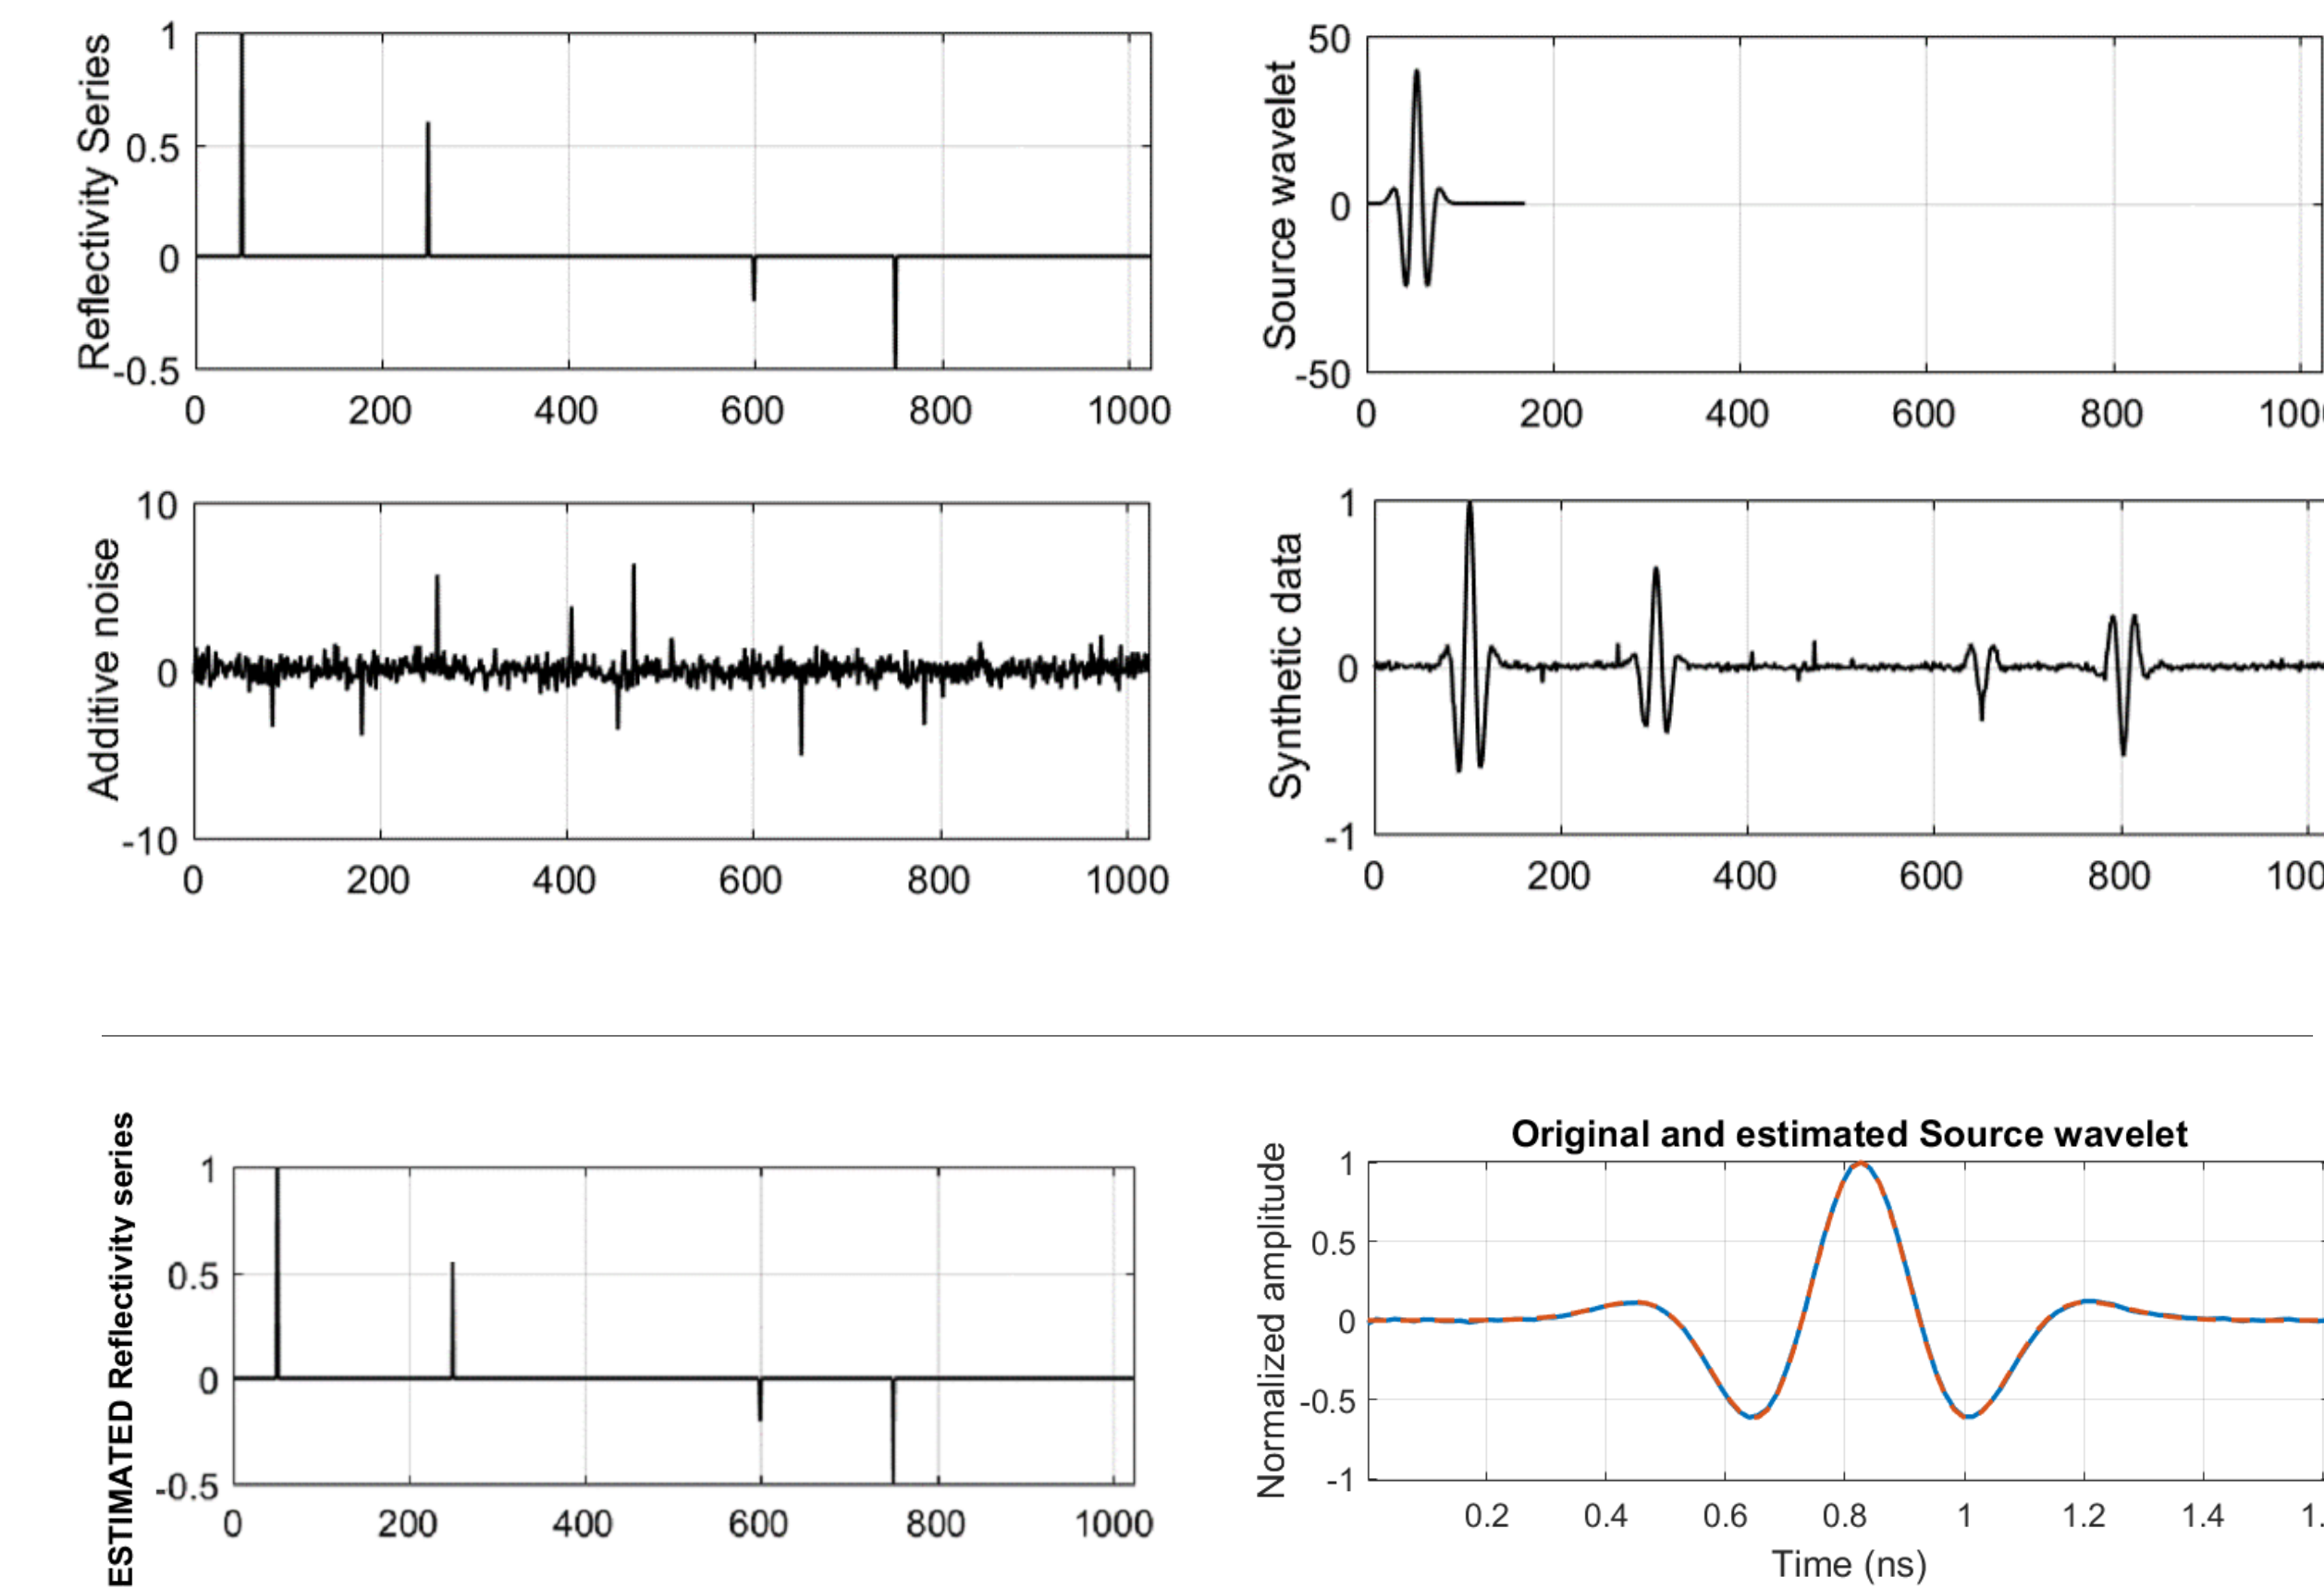 Reflectivity Series
1
0.5
0
-0.5
0 200 400 600 800 1000
Source wavelet
50
0
-50
0 200 400 600 800 100
Additive noise
10
0
-10
0 200 400 600 800 1000
Synthetic data
1
0
-1
0 200 400 600 800 100
ESTIMATED Reflectivity series
1
0.5
0
-0.5
0 200 400 600 800 1000
Original and estimated Source wavelet
Normalized amplitude
1
0.5
0
-0.5
-1
0.2 0.4 0.6 0.8 1 1.2 1.4 1.
Time (ns)